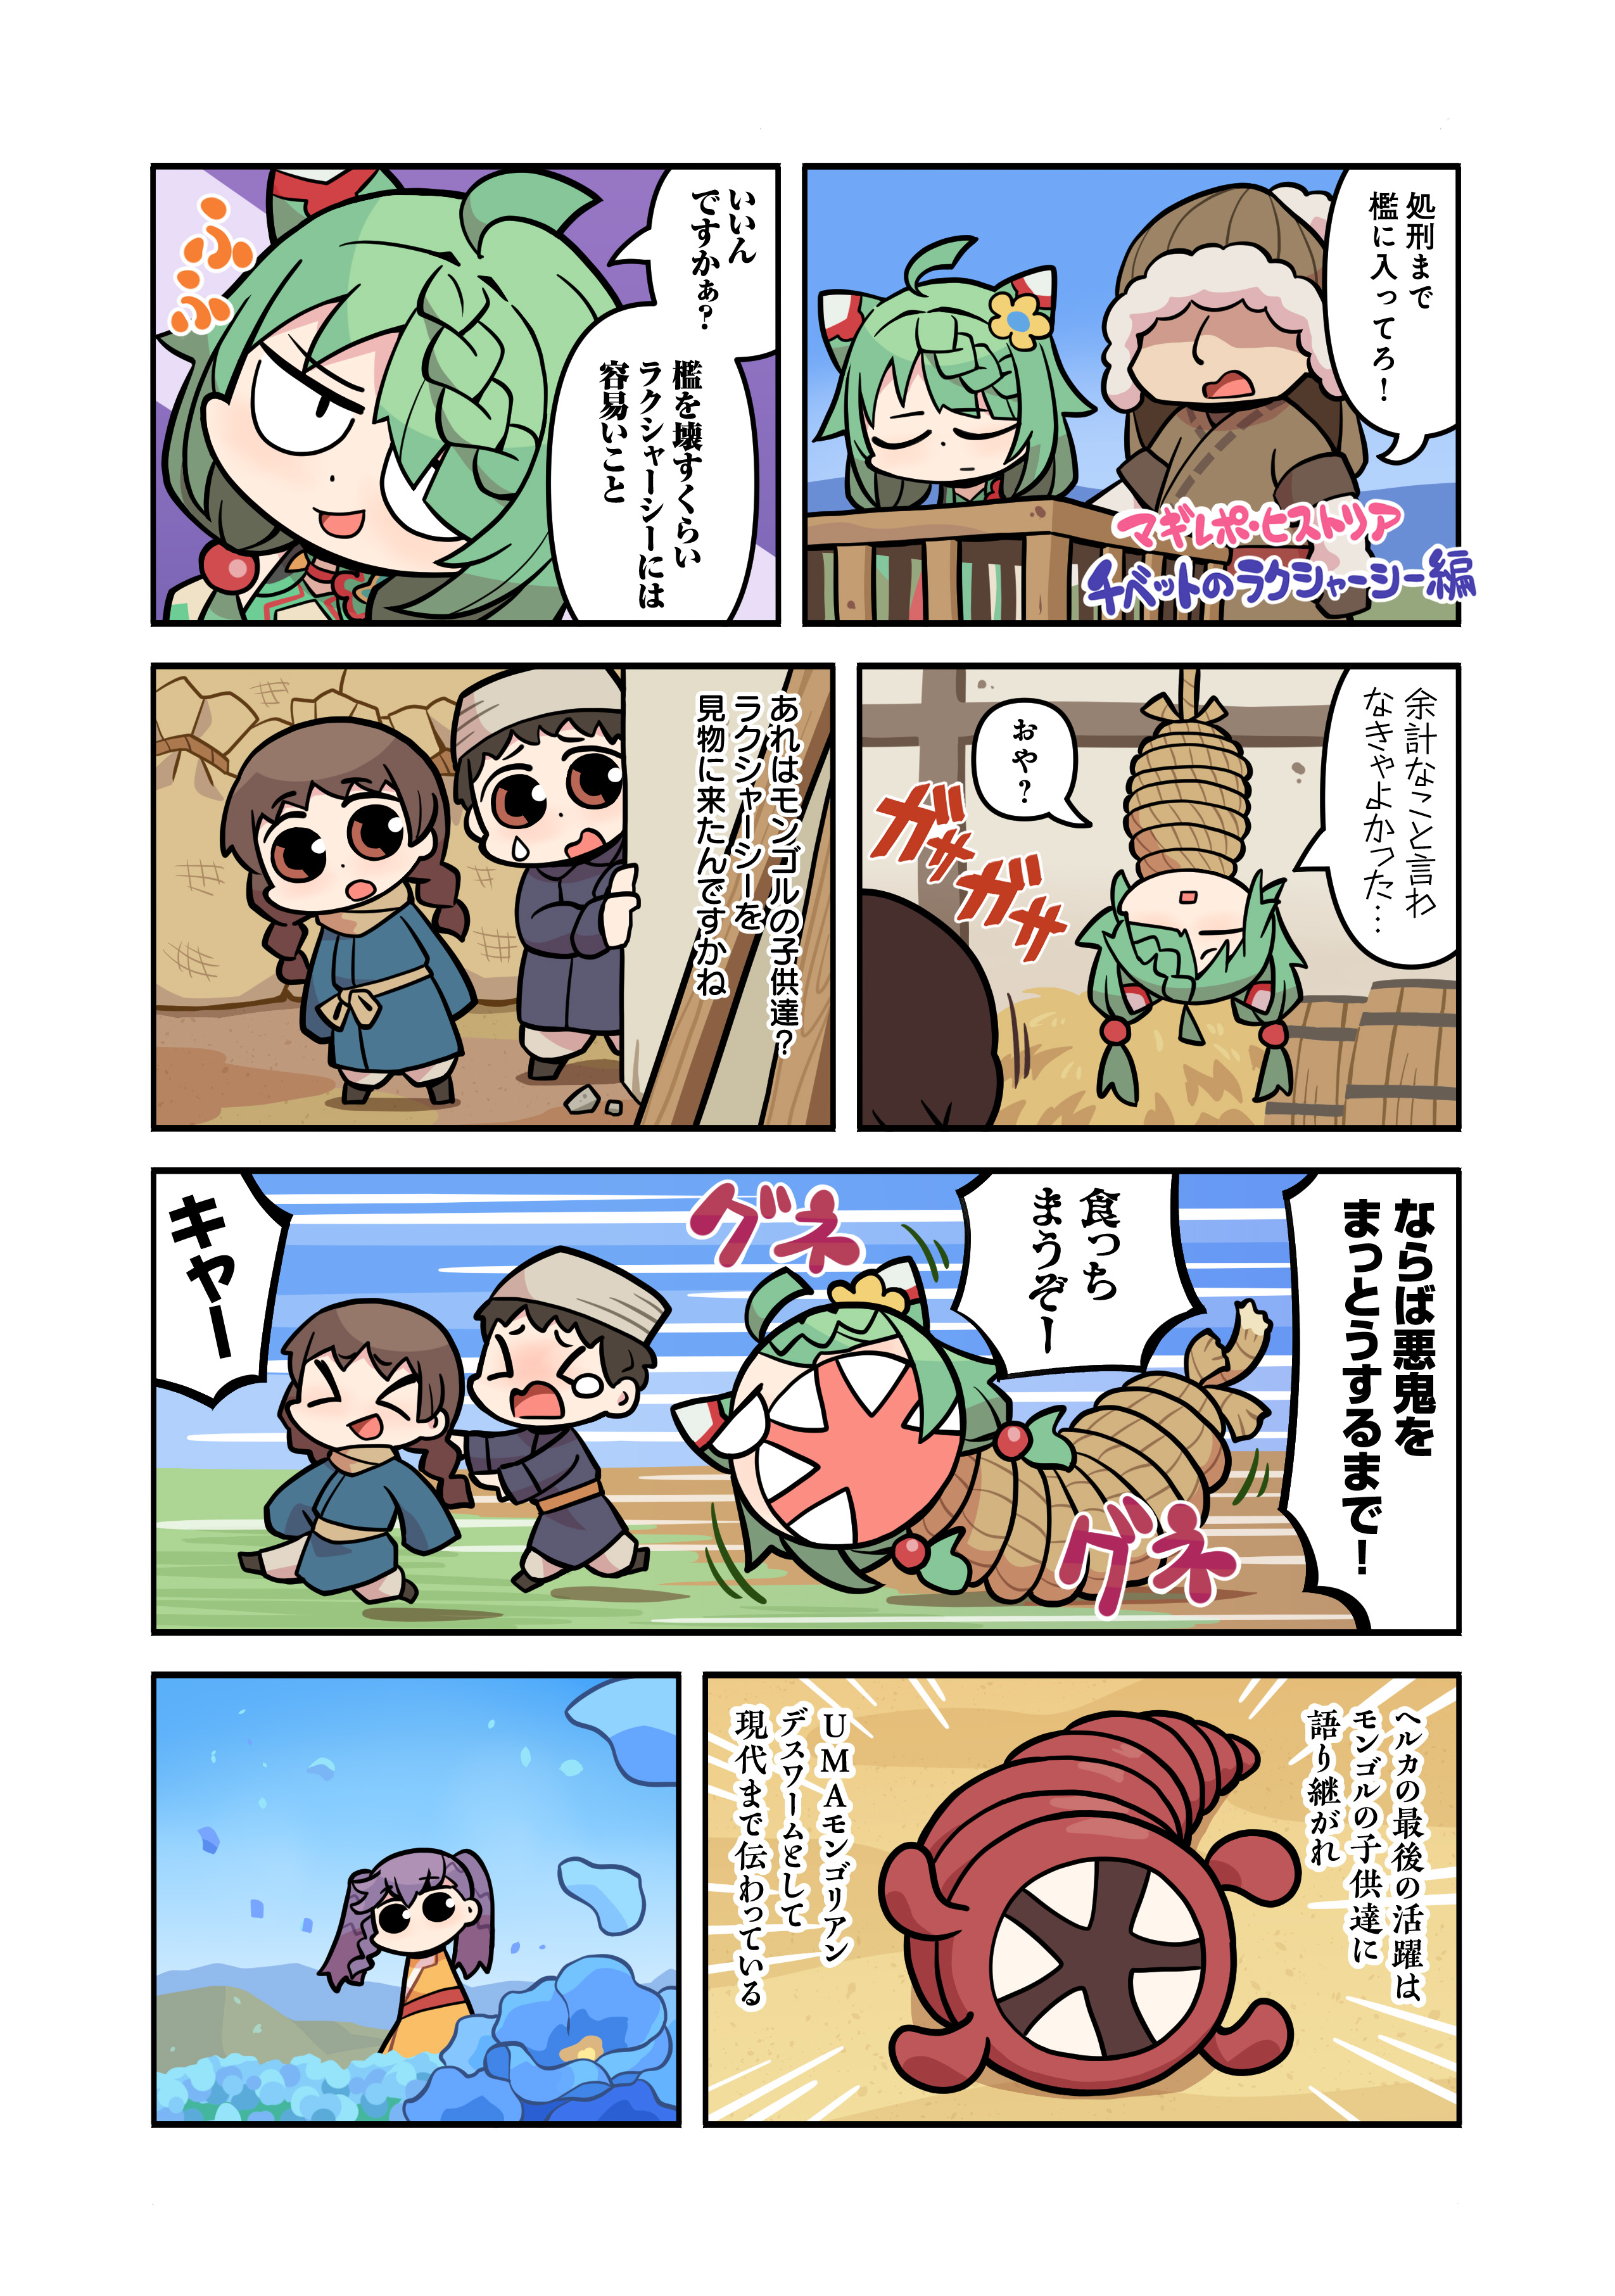 処刑まで
檻に入ってろ！
マギレポ・ヒストリア
チベットのラクシャーシー編
いいん
ですかぁ？
檻を壊すくらい
ラクシャーシーには
容易いこと
ふふふ
余計なこと言わ
なきゃよかった…
おや？
ガサ
ガサ
あれはモンゴルの子供達？
ラクシャーシーを
見物に来たんですかね
ならば悪鬼を
まっとうするまで！
食っち
まうぞー
グネ
グネ
キャー
ヘルカの最後の活躍は
モンゴルの子供達に
語り継がれ
UMAモンゴリアン
デスワームとして
現代まで伝わっている